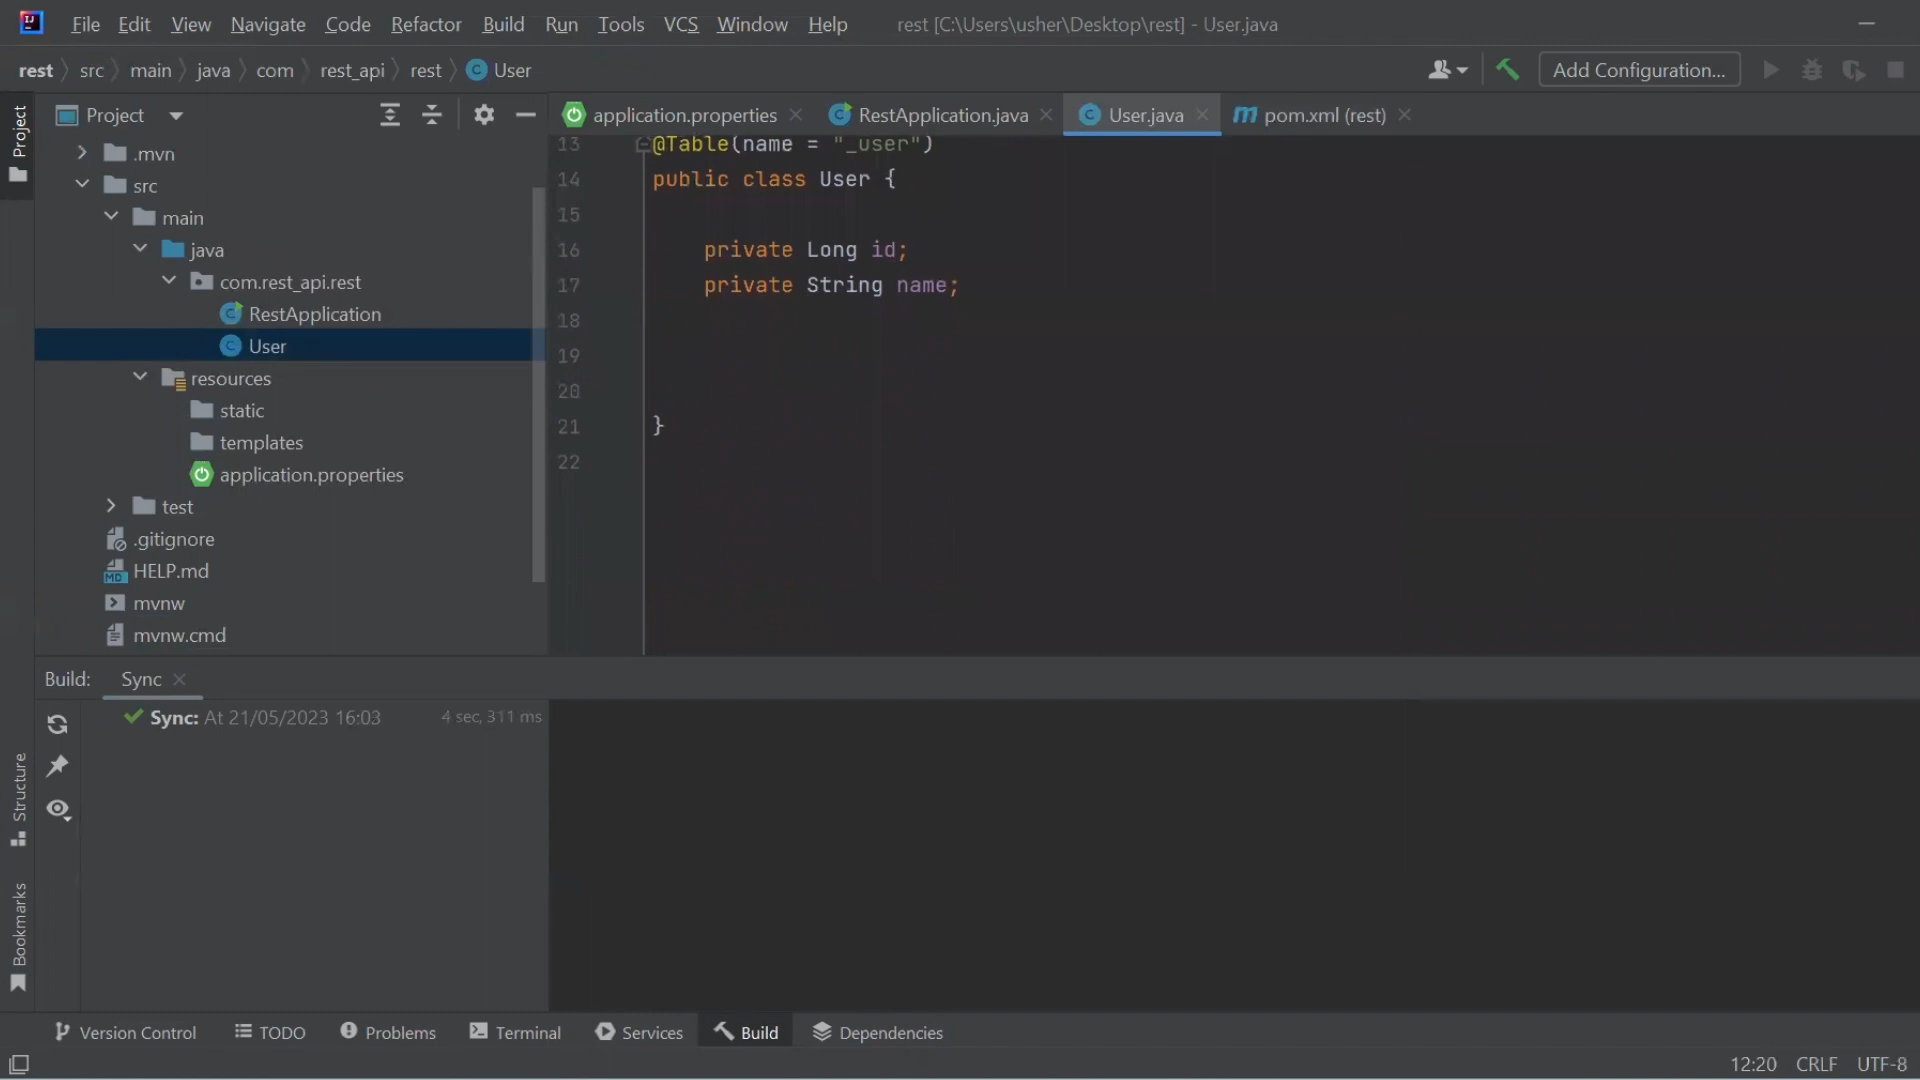 File Edit View Navigate Code Refactor Build Run Tools VCS Window Help rest [C:\Users\usher\Desktop\rest] - User.java
rest src main java com rest_api rest User Add Configuration...
Project application.properties RestApplication.java User.java pom.xml (rest)
Project
.mvn
src
main
java
com.rest_api.rest
RestApplication
User
resources
static
templates
application.properties
test
.gitignore
HELP.md
mvnw
mvnw.cmd
13 @Table(name = "_user")
14 public class User {
15
16 private Long id;
17 private String name;
18
19
20
21 }
22
Build: Sync
Sync: At 21/05/2023 16:03 4 sec, 311 ms
Structure
Bookmarks
Version Control TODO Problems Terminal Services Build Dependencies
12:20 CRLF UTF-8